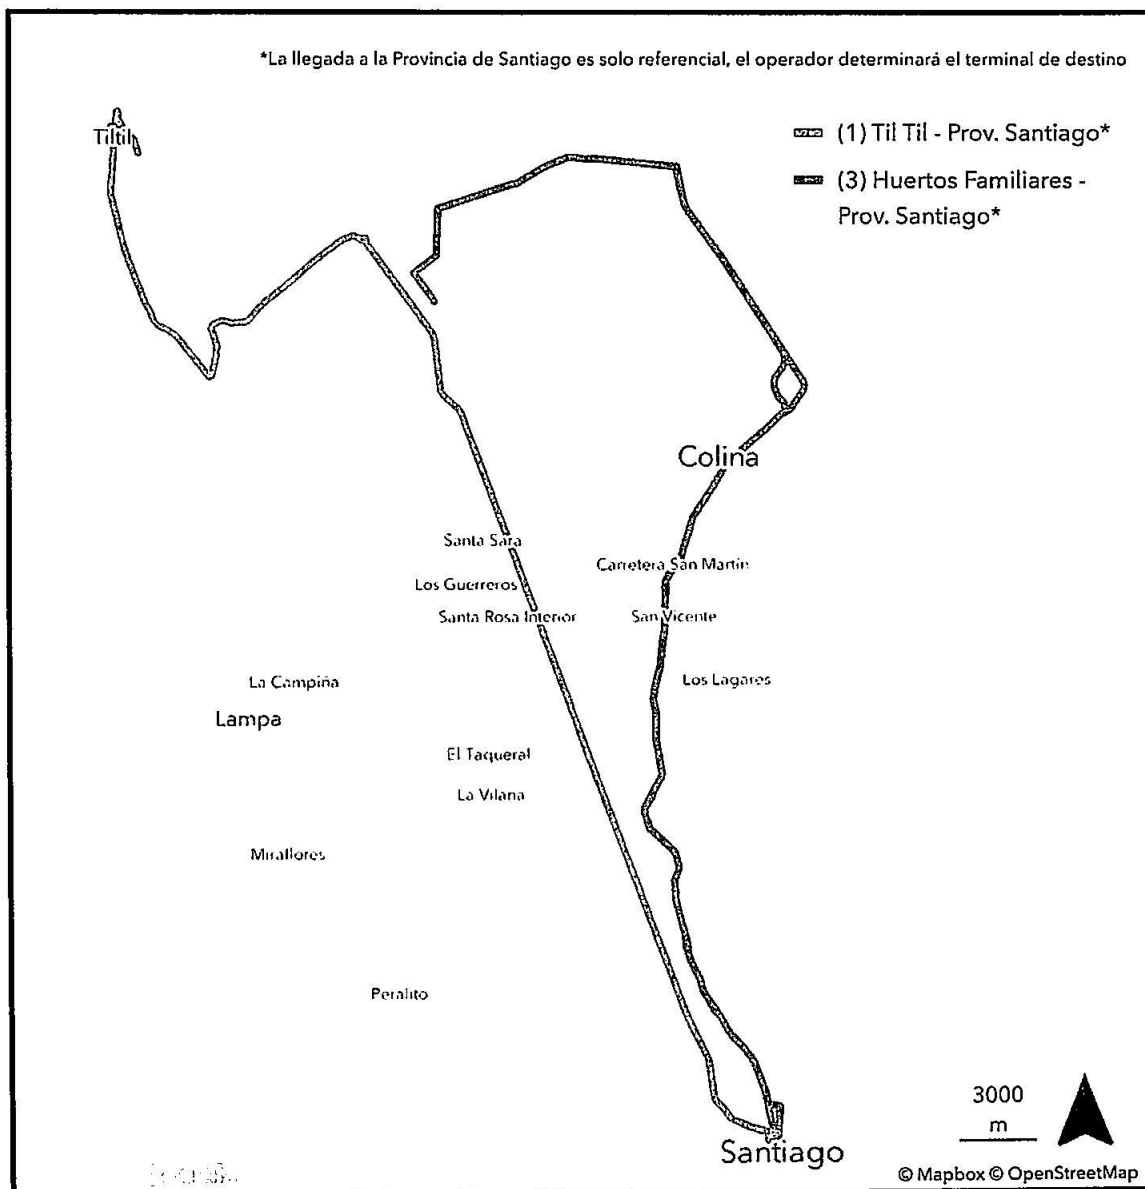 *La llegada a la Provincia de Santiago es solo referencial, el operador determinará el terminal de destino
Tiltil
(1) Til Til - Prov. Santiago*
(3) Huertos Familiares -
Prov. Santiago*
Colina
Santa Sara
Carretera San Martín
Los Guerreros
Santa Rosa Interior
San Vicente
La Campiña
Los Lagares
Lampa
El Taqueral
La Vilana
Miraflores
Peralito
3000
m
Santiago
© Mapbox © OpenStreetMap